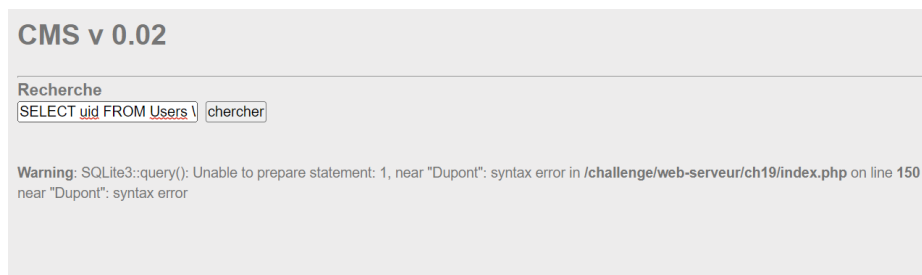 CMS v 0.02
Recherche
SELECT uid FROM Users \ chercher
Warning: SQLite3::query(): Unable to prepare statement: 1, near "Dupont": syntax error in /challenge/web-serveur/ch19/index.php on line 150
near "Dupont": syntax error